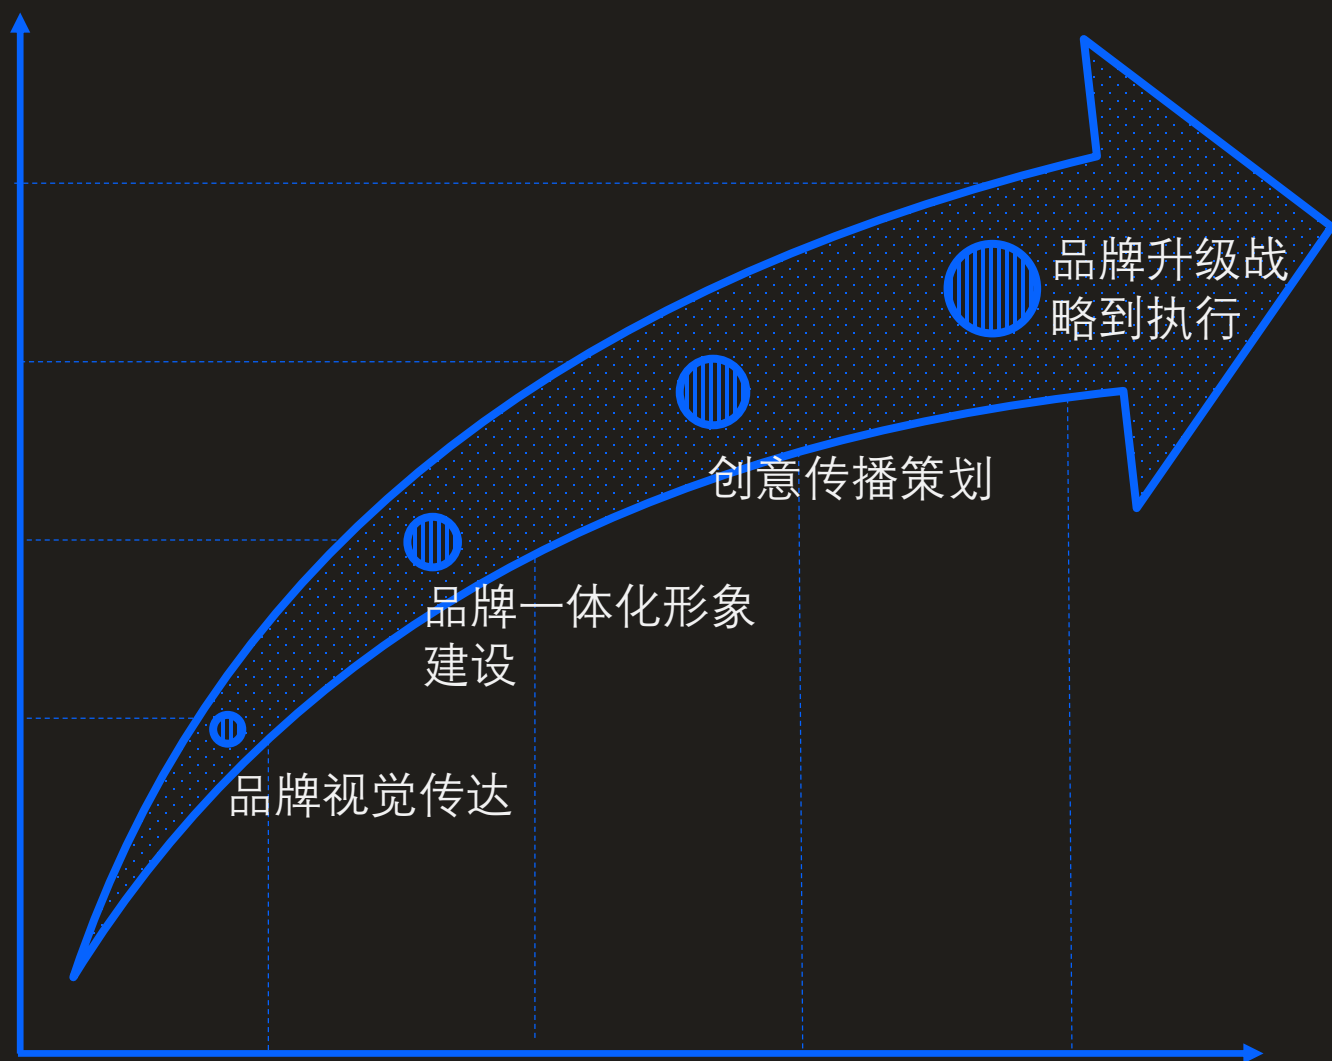 品牌升级战
略到执行
创意传播策划
品牌一体化形象
建设
品牌视觉传达